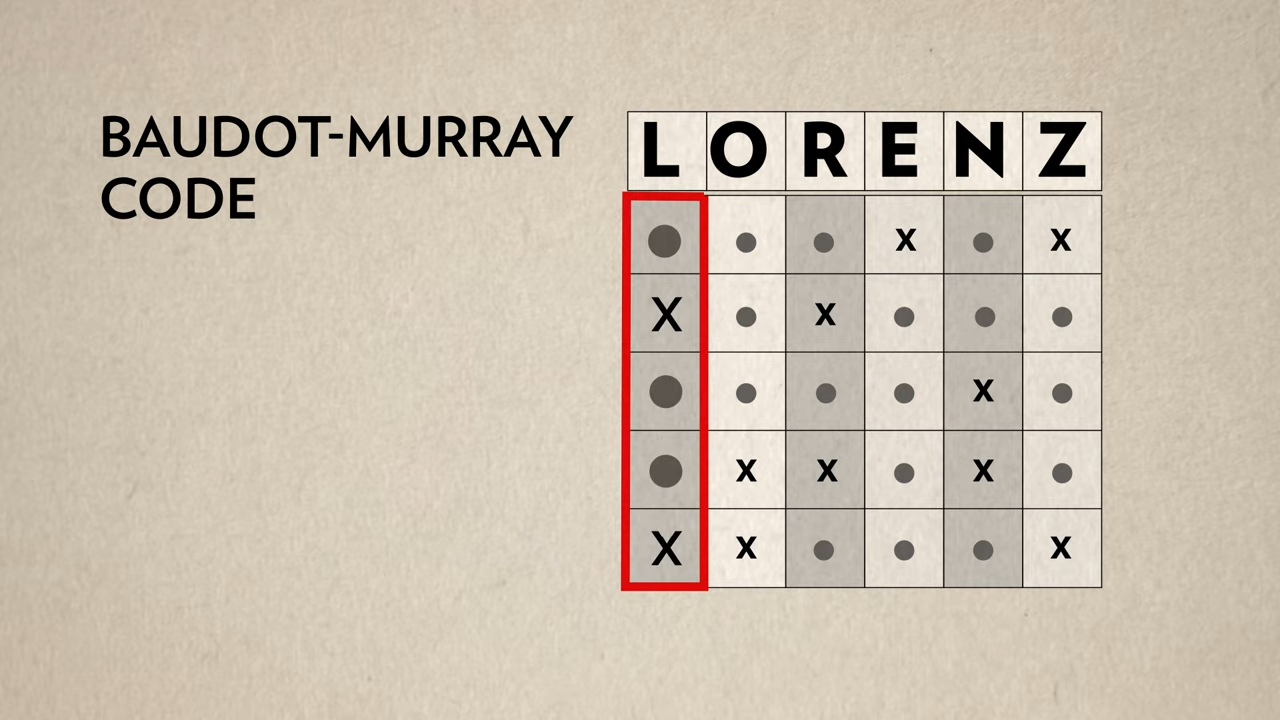 BAUDOT-MURRAY
CODE
L O R E N Z
● ● ● x ● x
X ● x ● ● ●
● ● ● ● x ●
● x x ● x ●
X x ● ● ● x